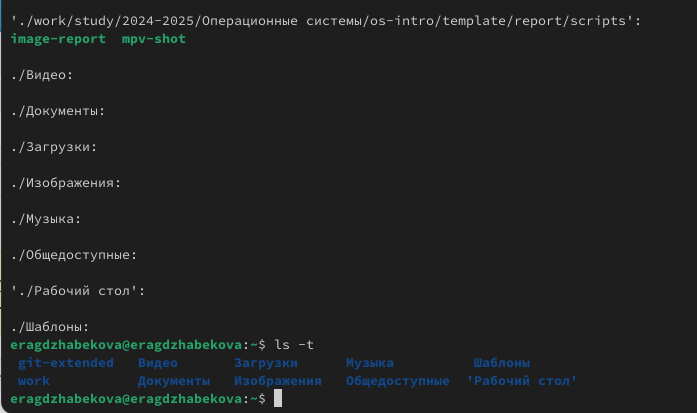 './work/study/2024-2025/Операционные системы/os-intro/template/report/scripts':
image-report  mpv-shot
./Видео:
./Документы:
./Загрузки:
./Изображения:
./Музыка:
./Общедоступные:
'./Рабочий стол':
./Шаблоны:
eragdzhabekova@eragdzhabekova:~$ ls -t
git-extended  Видео  Загрузки  Музыка  Шаблоны
work  Документы  Изображения  Общедоступные  'Рабочий стол'
eragdzhabekova@eragdzhabekova:~$